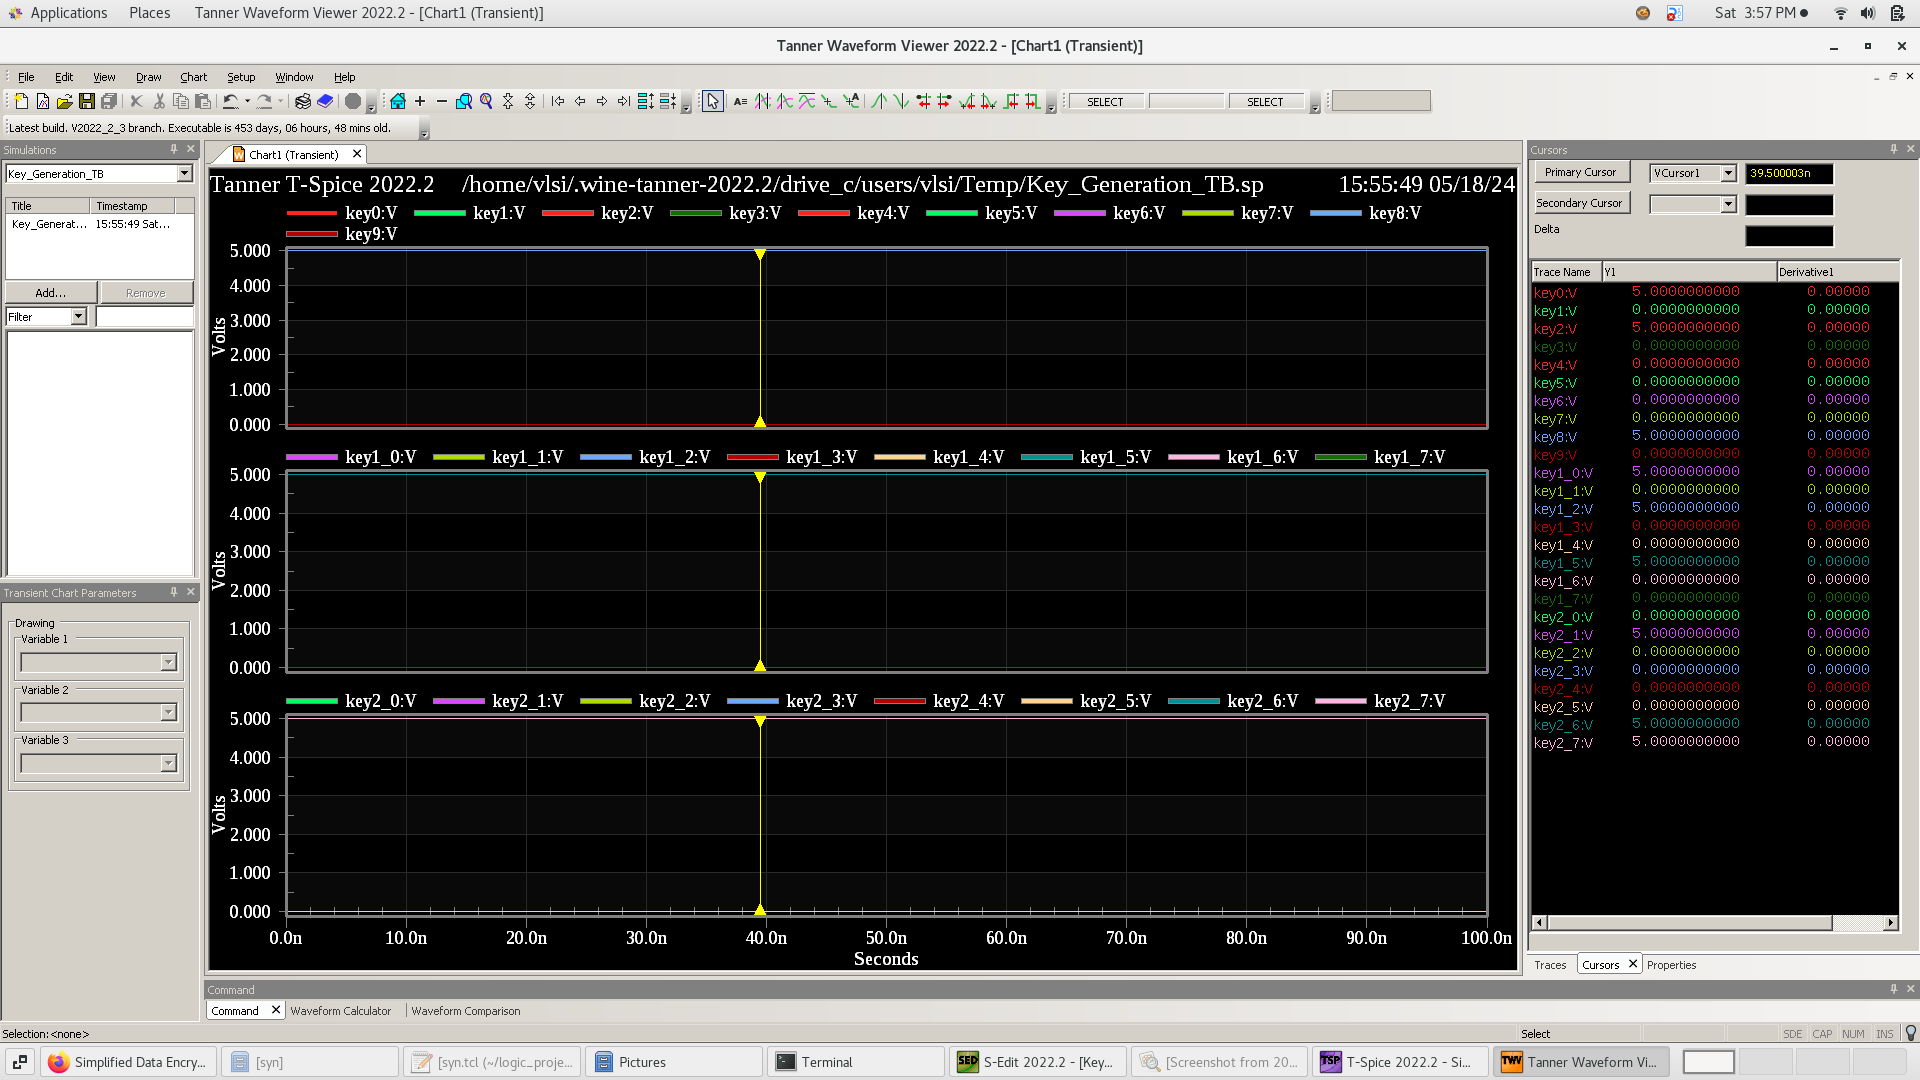 Applications Places Tanner Waveform Viewer 2022.2 - [Chart1 (Transient)] Sat 3:57 PM
Tanner Waveform Viewer 2022.2 - [Chart1 (Transient)]
File Edit View Draw Chart Setup Window Help
SELECT SELECT
Latest build. V2022_2_3 branch. Executable is 453 days, 06 hours, 48 mins old.
Simulations
Key_Generation_TB
Title Timestamp
Key_Generat... 15:55:49 Sat...
Add... Remove
Filter
Transient Chart Parameters
Drawing
Variable 1
Variable 2
Variable 3
Chart1 (Transient)
Tanner T-Spice 2022.2 /home/vlsi/.wine-tanner-2022.2/drive_c/users/vlsi/Temp/Key_Generation_TB.sp 15:55:49 05/18/24
key0:V key1:V key2:V key3:V key4:V key5:V key6:V key7:V key8:V
key9:V
5.000
4.000
3.000
2.000
1.000
0.000
Volts
key1_0:V key1_1:V key1_2:V key1_3:V key1_4:V key1_5:V key1_6:V key1_7:V
5.000
4.000
3.000
2.000
1.000
0.000
Volts
key2_0:V key2_1:V key2_2:V key2_3:V key2_4:V key2_5:V key2_6:V key2_7:V
5.000
4.000
3.000
2.000
1.000
0.000
Volts
0.0n 10.0n 20.0n 30.0n 40.0n 50.0n 60.0n 70.0n 80.0n 90.0n 100.0n
Seconds
Cursors
Primary Cursor VCursor1 39.500003n
Secondary Cursor
Delta
Trace Name Y1 Derivative1
key0:V 5.0000000000 0.00000
key1:V 0.0000000000 0.00000
key2:V 5.0000000000 0.00000
key3:V 0.0000000000 0.00000
key4:V 0.0000000000 0.00000
key5:V 0.0000000000 0.00000
key6:V 0.0000000000 0.00000
key7:V 0.0000000000 0.00000
key8:V 5.0000000000 0.00000
key9:V 0.0000000000 0.00000
key1_0:V 5.0000000000 0.00000
key1_1:V 0.0000000000 0.00000
key1_2:V 5.0000000000 0.00000
key1_3:V 0.0000000000 0.00000
key1_4:V 0.0000000000 0.00000
key1_5:V 5.0000000000 0.00000
key1_6:V 0.0000000000 0.00000
key1_7:V 0.0000000000 0.00000
key2_0:V 0.0000000000 0.00000
key2_1:V 5.0000000000 0.00000
key2_2:V 0.0000000000 0.00000
key2_3:V 0.0000000000 0.00000
key2_4:V 0.0000000000 0.00000
key2_5:V 0.0000000000 0.00000
key2_6:V 5.0000000000 0.00000
key2_7:V 5.0000000000 0.00000
Traces Cursors Properties
Command
Command Waveform Calculator Waveform Comparison
Selection: <none> Select SDE CAP NUM INS
Simplified Data Encry... [syn] [syn.tcl (~/logic_proje... Pictures Terminal S-Edit 2022.2 - [Key... [Screenshot from 20... T-Spice 2022.2 - Si... Tanner Waveform Vi...